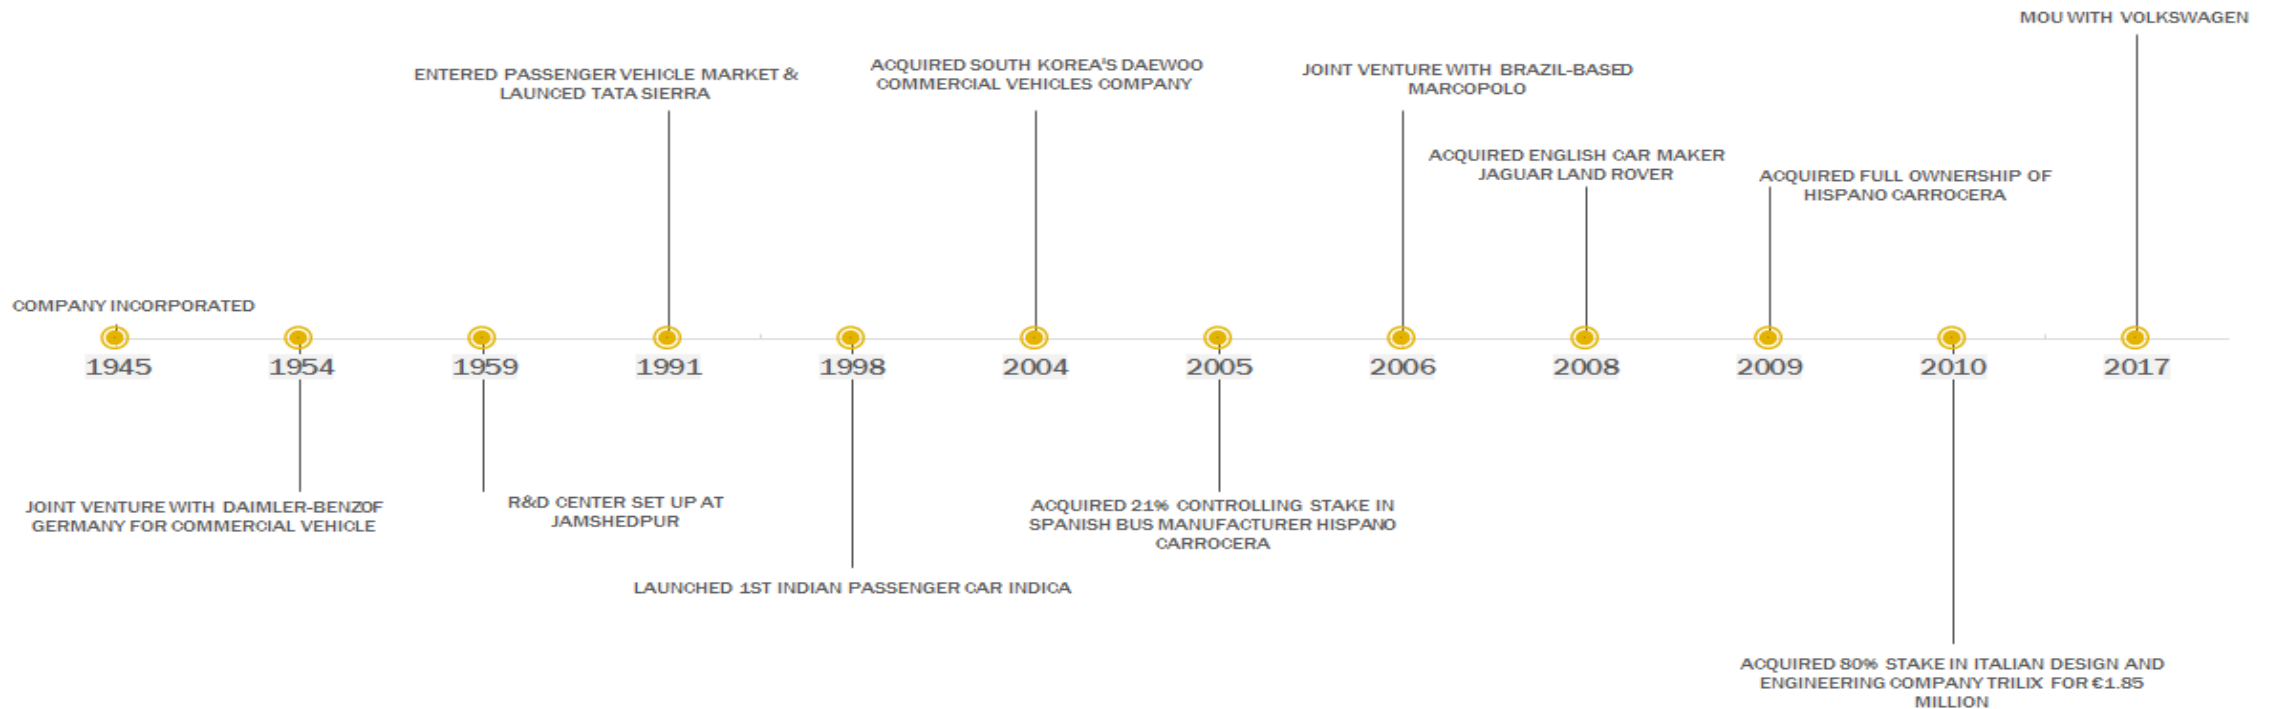 MOU WITH VOLKSWAGEN
ENTERED PASSENGER VEHICLE MARKET &
LAUNCED TATA SIERRA
ACQUIRED SOUTH KOREA'S DAEWOO
COMMERCIAL VEHICLES COMPANY
JOINT VENTURE WITH BRAZIL-BASED
MARCOPOLO
ACQUIRED ENGLISH CAR MAKER
JAGUAR LAND ROVER
ACQUIRED FULL OWNERSHIP OF
HISPANO CARROCERA
COMPANY INCORPORATED
1945 1954 1959 1991 1998 2004 2005 2006 2008 2009 2010 2017
JOINT VENTURE WITH DAIMLER-BENZ OF
GERMANY FOR COMMERCIAL VEHICLE
R&D CENTER SET UP AT
JAMSHEDPUR
ACQUIRED 21% CONTROLLING STAKE IN
SPANISH BUS MANUFACTURER HISPANO
CARROCERA
LAUNCHED 1ST INDIAN PASSENGER CAR INDICA
ACQUIRED 80% STAKE IN ITALIAN DESIGN AND
ENGINEERING COMPANY TRILIX FOR €1.85
MILLION